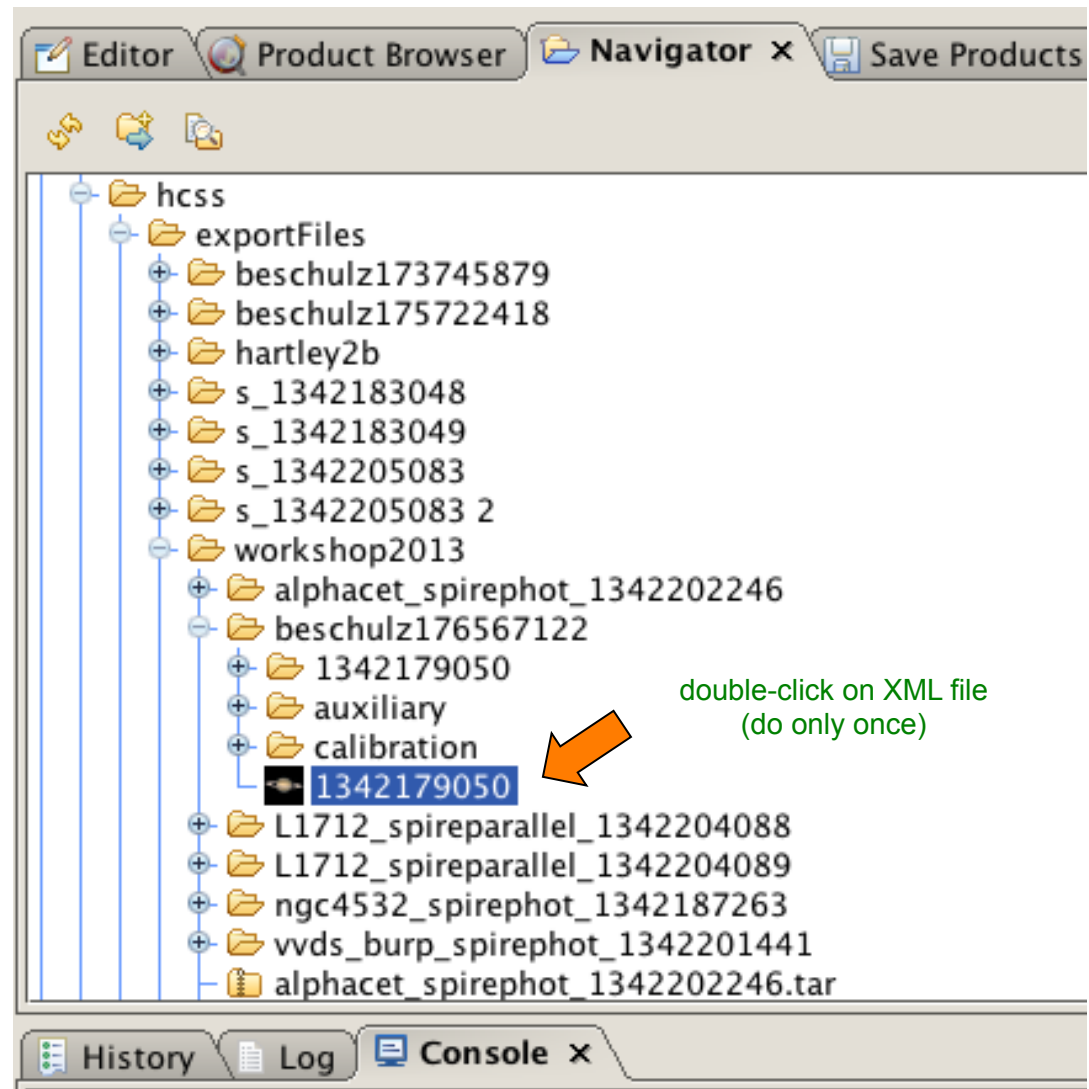 Editor Product Browser Navigator × Save Products
hcss
exportFiles
beschulz173745879
beschulz175722418
hartley2b
s_1342183048
s_1342183049
s_1342205083
s_1342205083 2
workshop2013
alphacet_spirephot_1342202246
beschulz176567122
1342179050
auxiliary
calibration
1342179050
double-click on XML file
(do only once)
L1712_spireparallel_1342204088
L1712_spireparallel_1342204089
ngc4532_spirephot_1342187263
vvds_burp_spirephot_1342201441
alphacet_spirephot_1342202246.tar
History Log Console ×